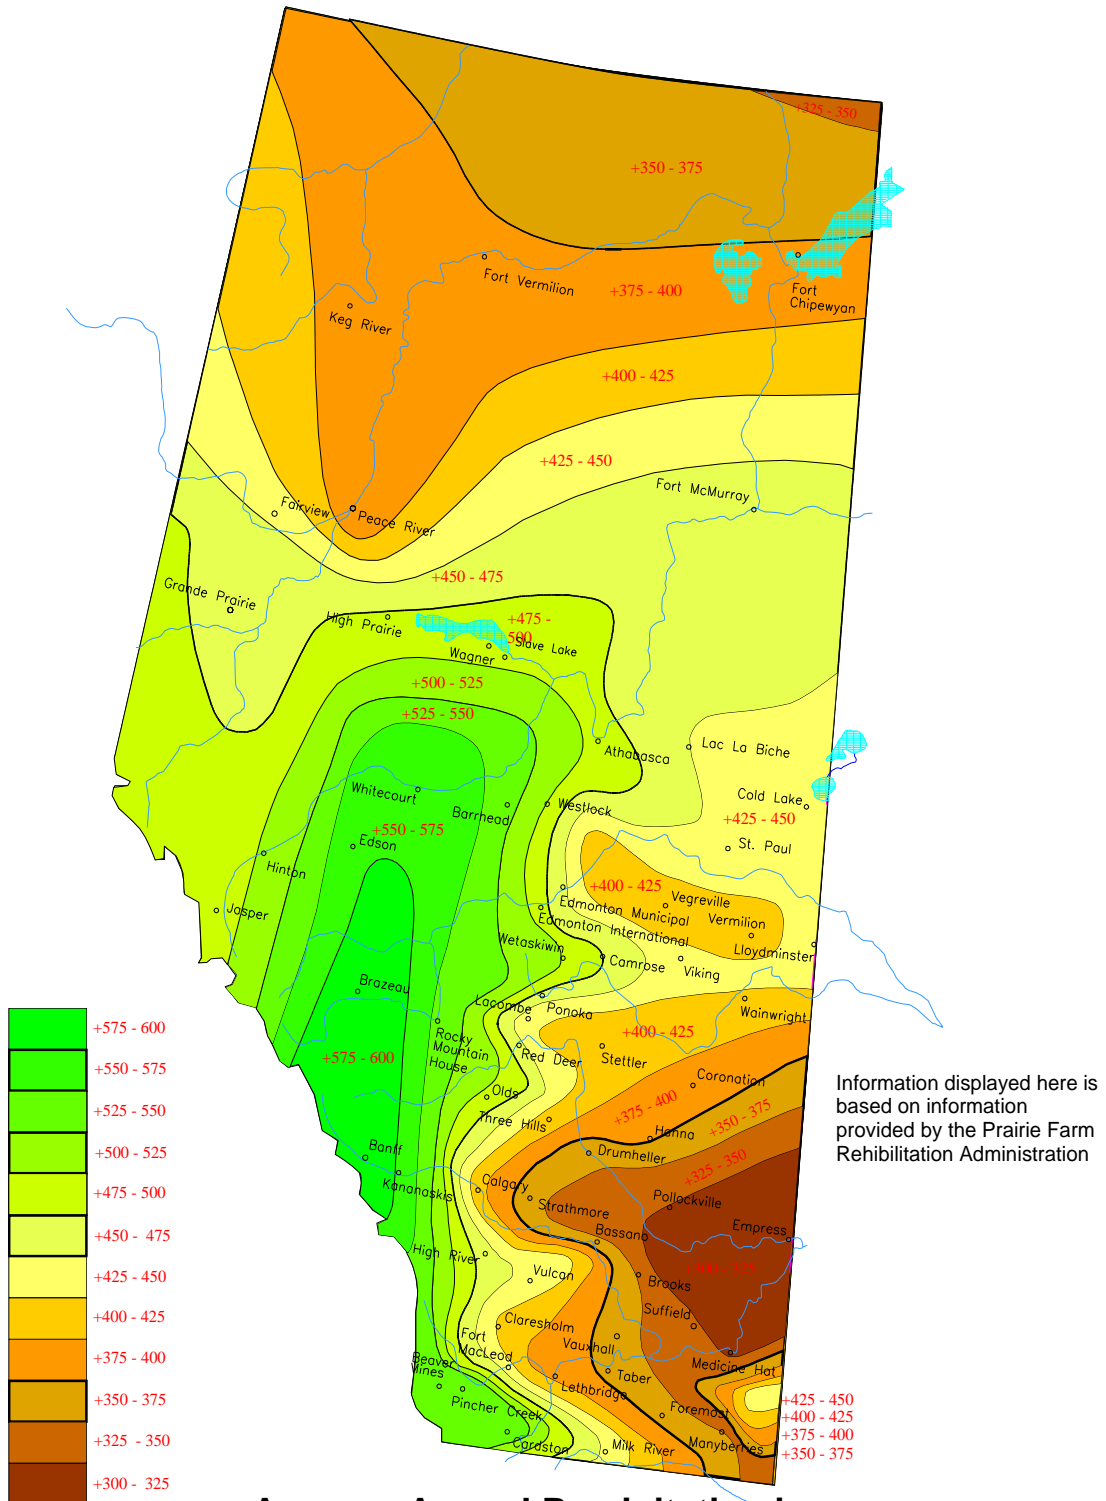 +325 - 350
+350 - 375
Fort Vermilion
+375 - 400
Fort
Chipewyan
Keg River
+400 - 425
+425 - 450
Fort McMurray
Fairview
Peace River
+450 - 475
Grande Prairie
High Prairie
+475 -
500
Slave Lake
Wagner
+500 - 525
+525 - 550
Athabasca
Lac La Biche
Whitecourt
Cold Lake
Barrhead
Westlock
+425 - 450
+550 - 575
Edson
St. Paul
Hinton
+400 - 425
Vegreville
Jasper
Edmonton Municipal
Vermilion
Edmonton International
Lloydminster
Wetaskiwin
Camrose
Viking
Brazeau
Lacombe
Ponoka
Wainwright
Rocky
Mountain
House
+400 - 425
+575 - 600
Red Deer
Stettler
Coronation
Olds
+375 - 400
+350 - 375
Three Hills
Hanna
Banff
Drumheller
+325 - 350
Kananaskis
Calgary
Pollockville
Strathmore
Empress
Bassano
High River
+300 - 325
Vulcan
Brooks
Suffield
Claresholm
Fort
MacLeod
Vauxhall
Beaver
Mines
Medicine Hat
Taber
Lethbridge
Pincher Creek
Foremost
Cardston
Milk River
Manyberries
+425 - 450
+400 - 425
+375 - 400
+350 - 375
+575 - 600
+550 - 575
+525 - 550
+500 - 525
+475 - 500
+450 - 475
+425 - 450
+400 - 425
+375 - 400
+350 - 375
+325 - 350
+300 - 325
Information displayed here is
based on information
provided by the Prairie Farm
Rehibilitation Administration